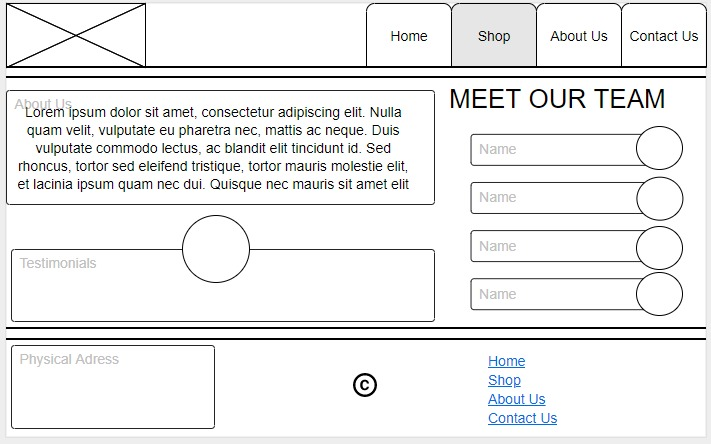 Home
Shop
About Us
Contact Us
About Us
Lorem ipsum dolor sit amet, consectetur adipiscing elit. Nulla
quam velit, vulputate eu pharetra nec, mattis ac neque. Duis
vulputate commodo lectus, ac blandit elit tincidunt id. Sed
rhoncus, tortor sed eleifend tristique, tortor mauris molestie elit,
et lacinia ipsum quam nec dui. Quisque nec mauris sit amet elit
Testimonials
MEET OUR TEAM
Name
Name
Name
Name
Physical Adress
©
Home
Shop
About Us
Contact Us